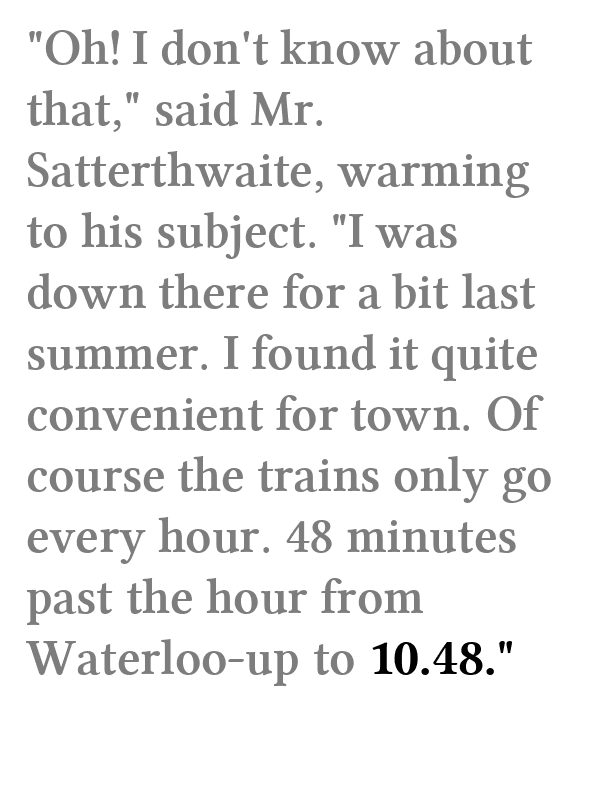 "Oh! I don't know about
that," said Mr.
Satterthwaite, warming
to his subject. "I was
down there for a bit last
summer. I found it quite
convenient for town. Of
course the trains only go
every hour. 48 minutes
past the hour from
Waterloo-up to 10.48."